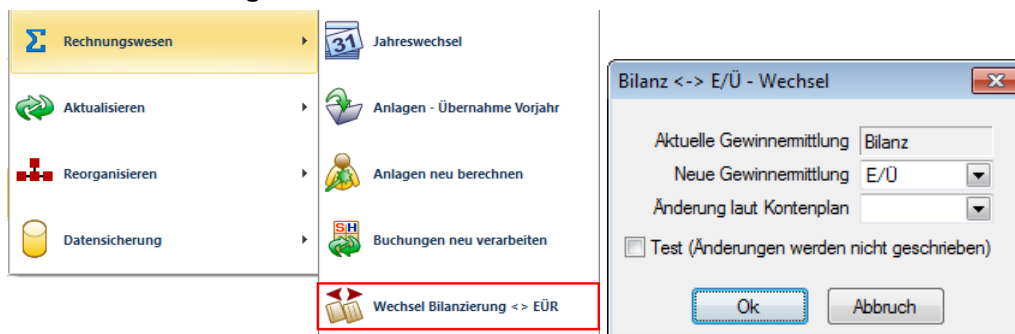 Rechnungswesen
Aktualisieren
Reorganisieren
Datensicherung
31
Jahreswechsel
Anlagen - Übernahme Vorjahr
Anlagen neu berechnen
SH
Buchungen neu verarbeiten
Wechsel Bilanzierung <> EÜR
Bilanz <-> E/Ü - Wechsel
Aktuelle Gewinnermittlung Bilanz
Neue Gewinnermittlung E/Ü
Änderung laut Kontenplan
Test (Änderungen werden nicht geschrieben)
Ok Abbruch